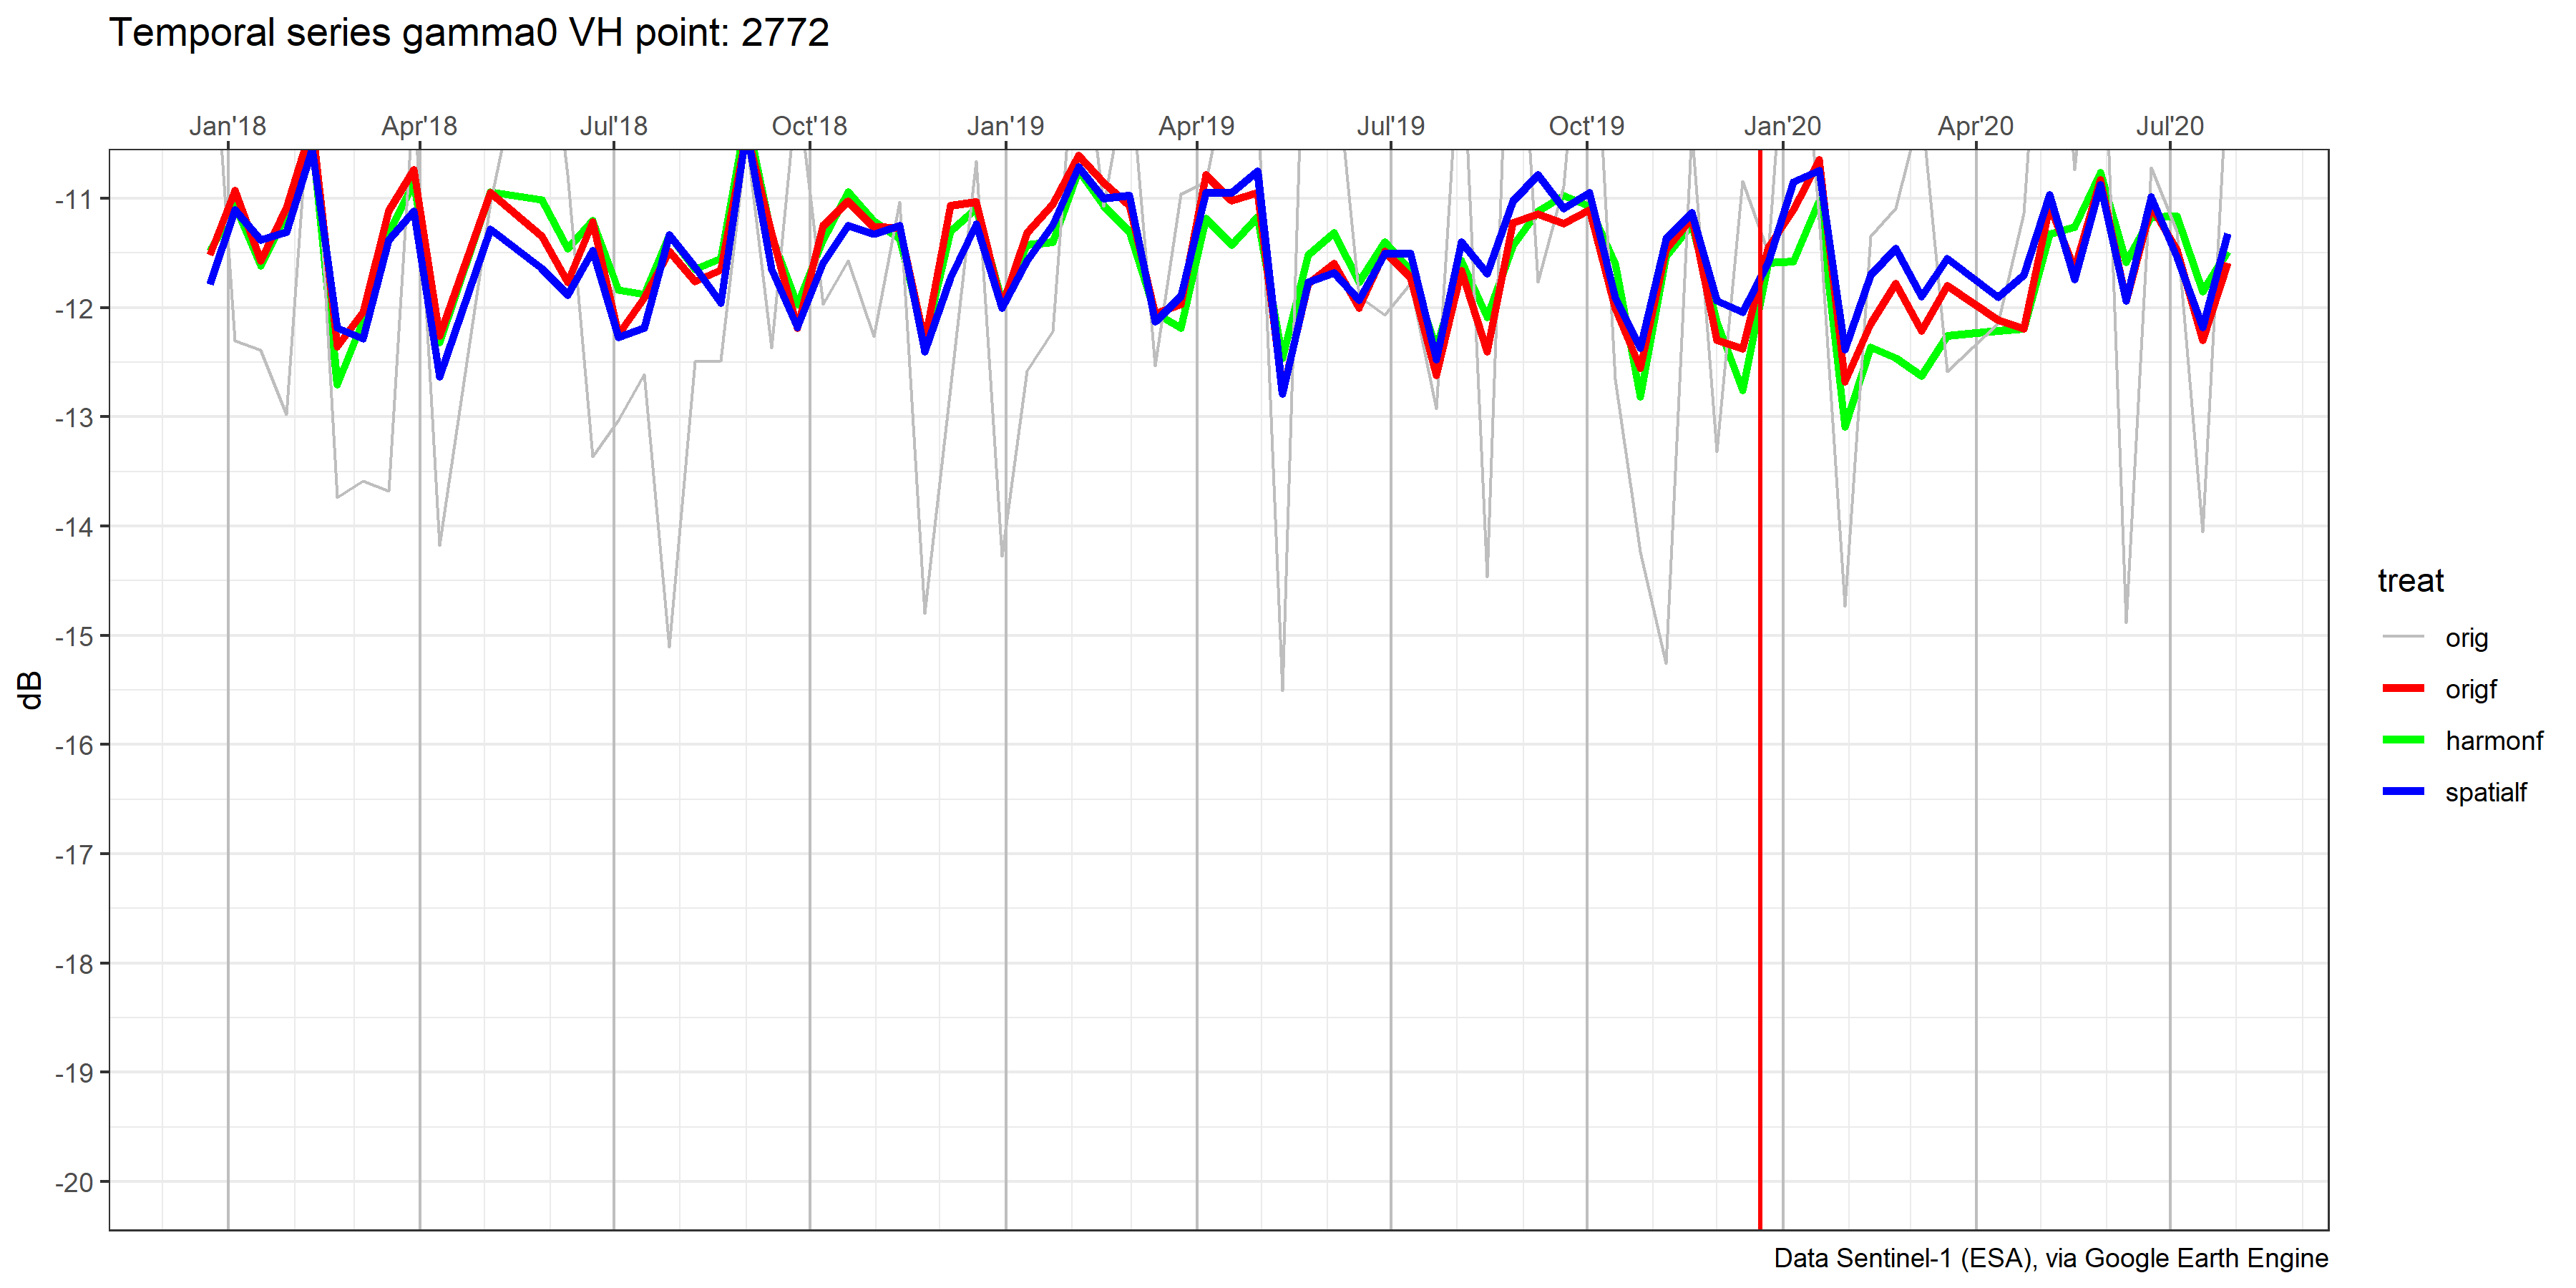 Temporal series gamma0 VH point: 2772
Jan'18 Apr'18 Jul'18 Oct'18 Jan'19 Apr'19 Jul'19 Oct'19 Jan'20 Apr'20 Jul'20
-11
-12
-13
-14
-15
-16
-17
-18
-19
-20
dB
treat
orig
origf
harmonf
spatialf
Data Sentinel-1 (ESA), via Google Earth Engine